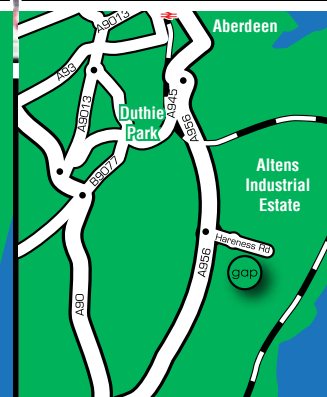 A9013
Aberdeen
A93
A9013
A945
Duthie
Park
A956
B9077
Altens
Industrial
Estate
Hareness Rd
A956
gap
A90